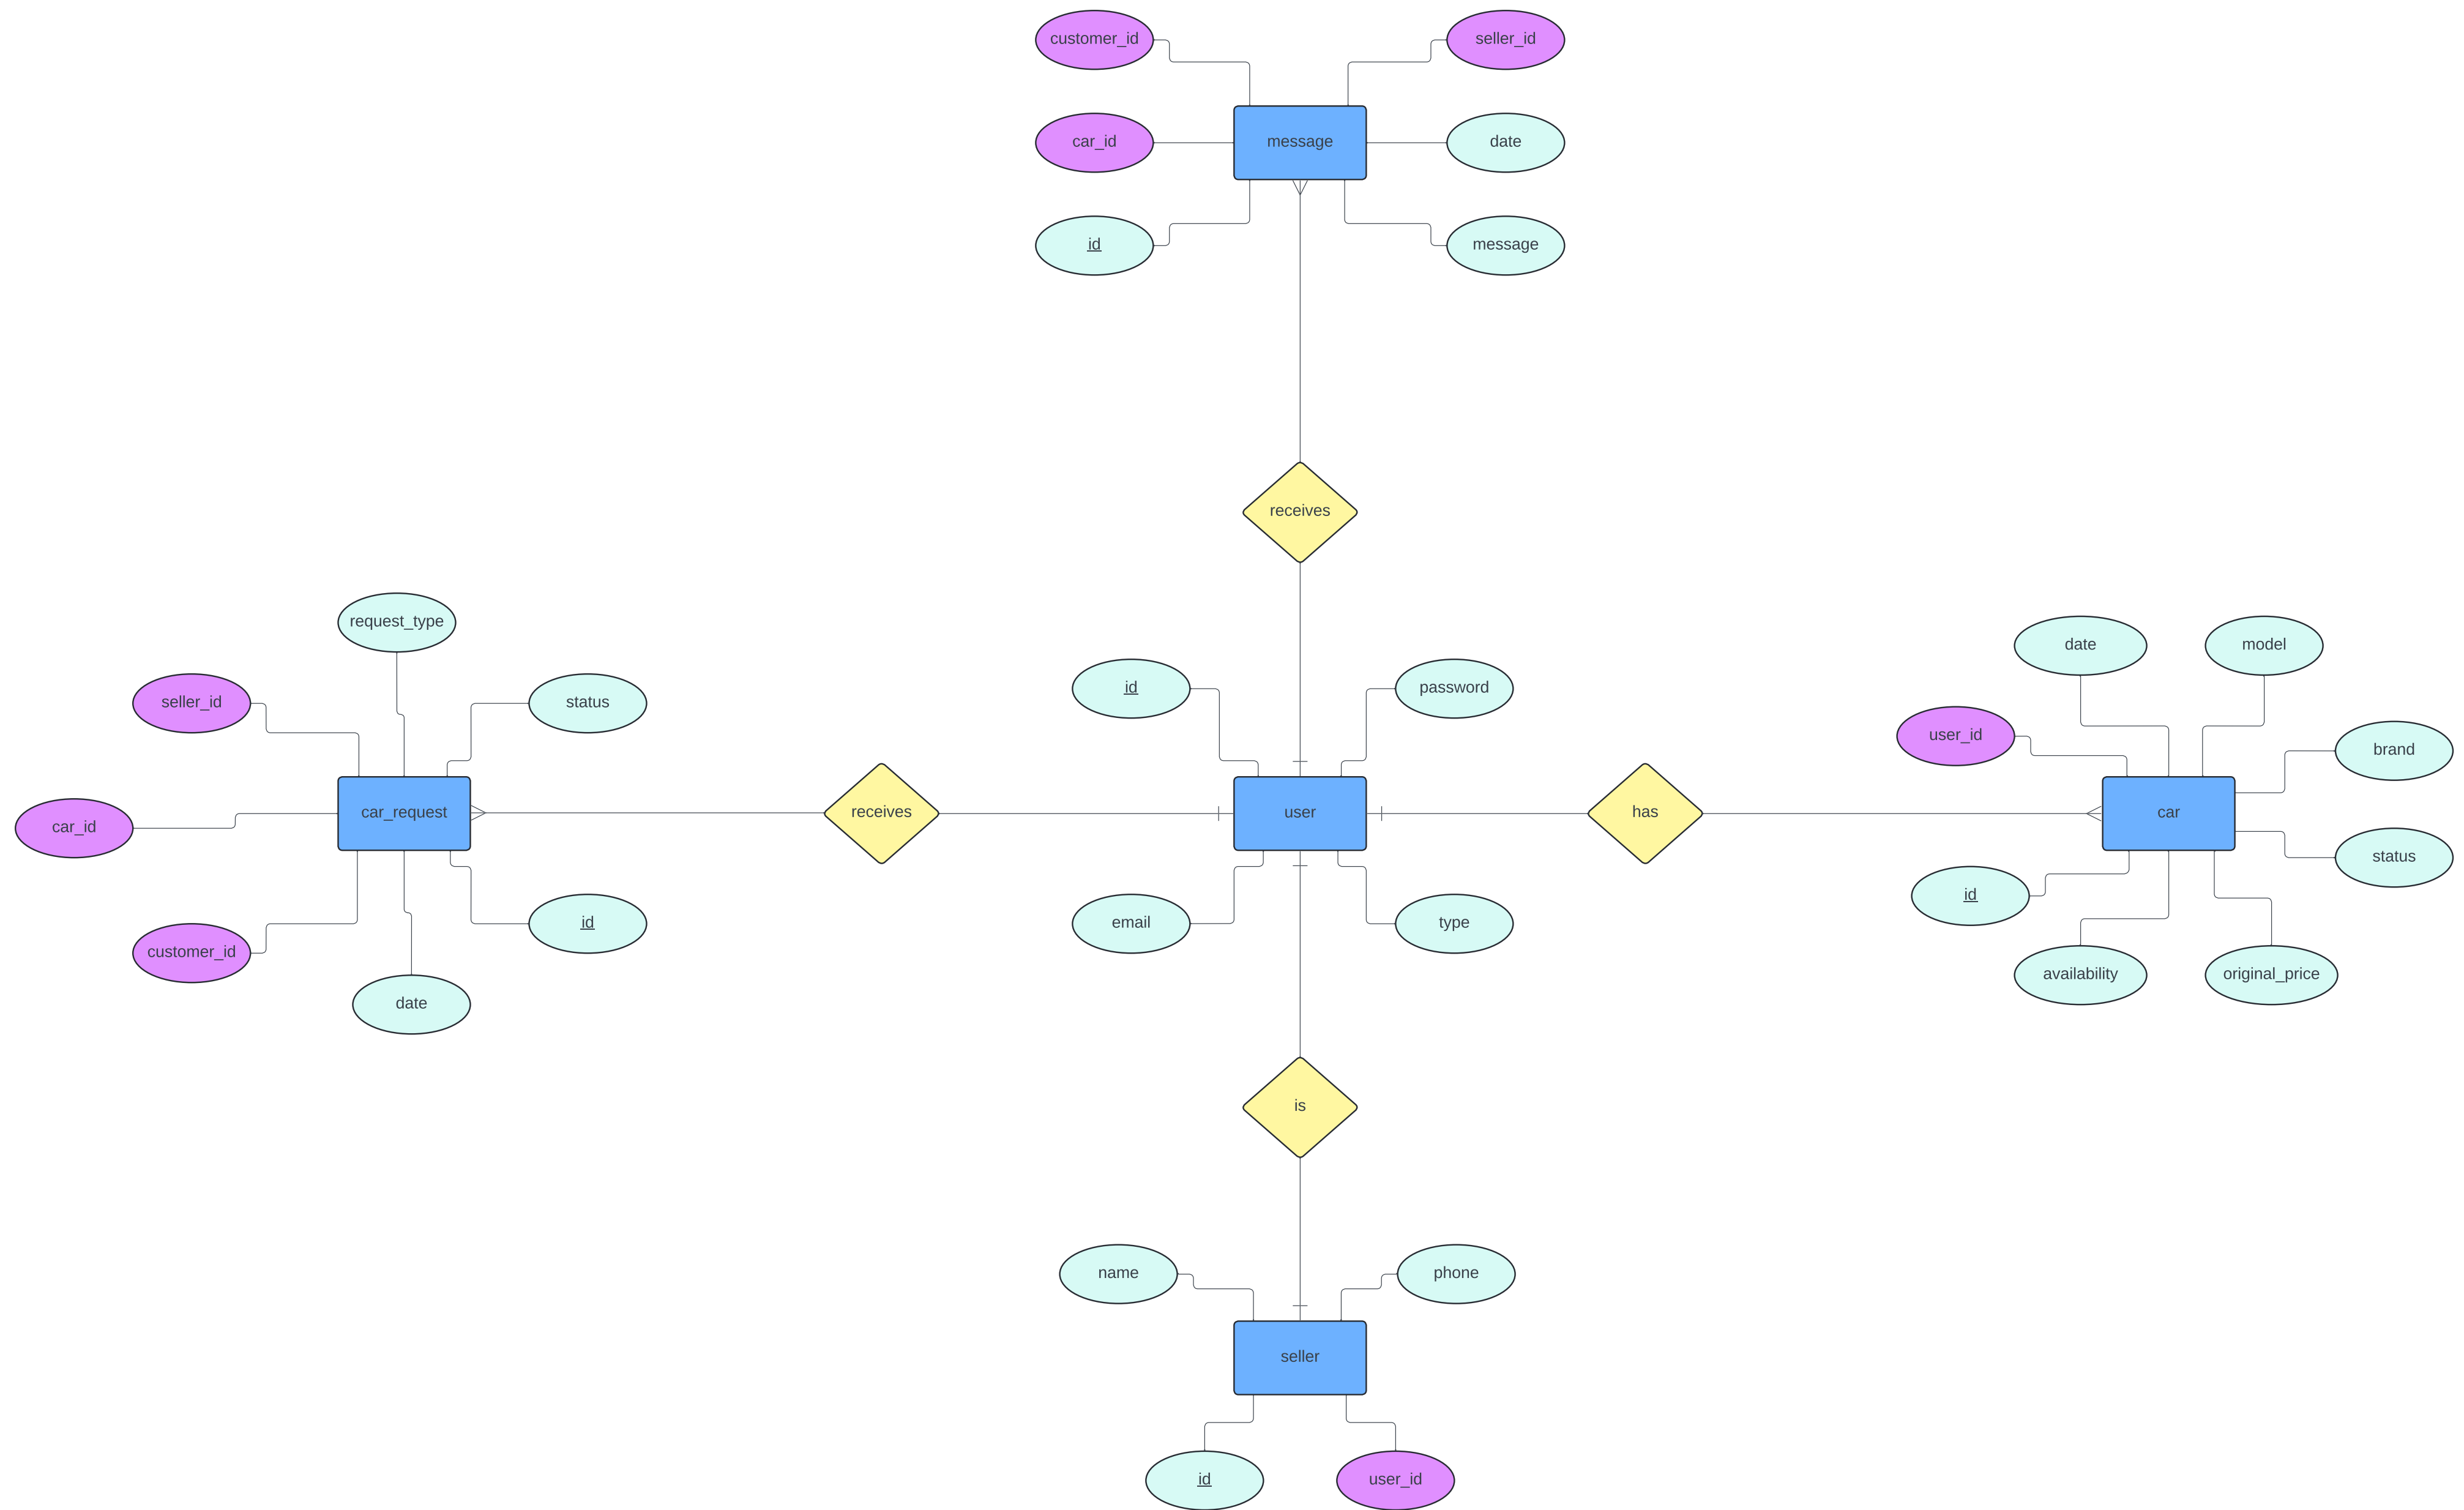 customer_id
seller_id
car_id
message
date
id
message
receives
request_type
date
model
id
password
seller_id
status
user_id
brand
car_request
receives
user
has
car
car_id
status
id
customer_id
id
email
type
availability
original_price
date
is
name
phone
seller
id
user_id